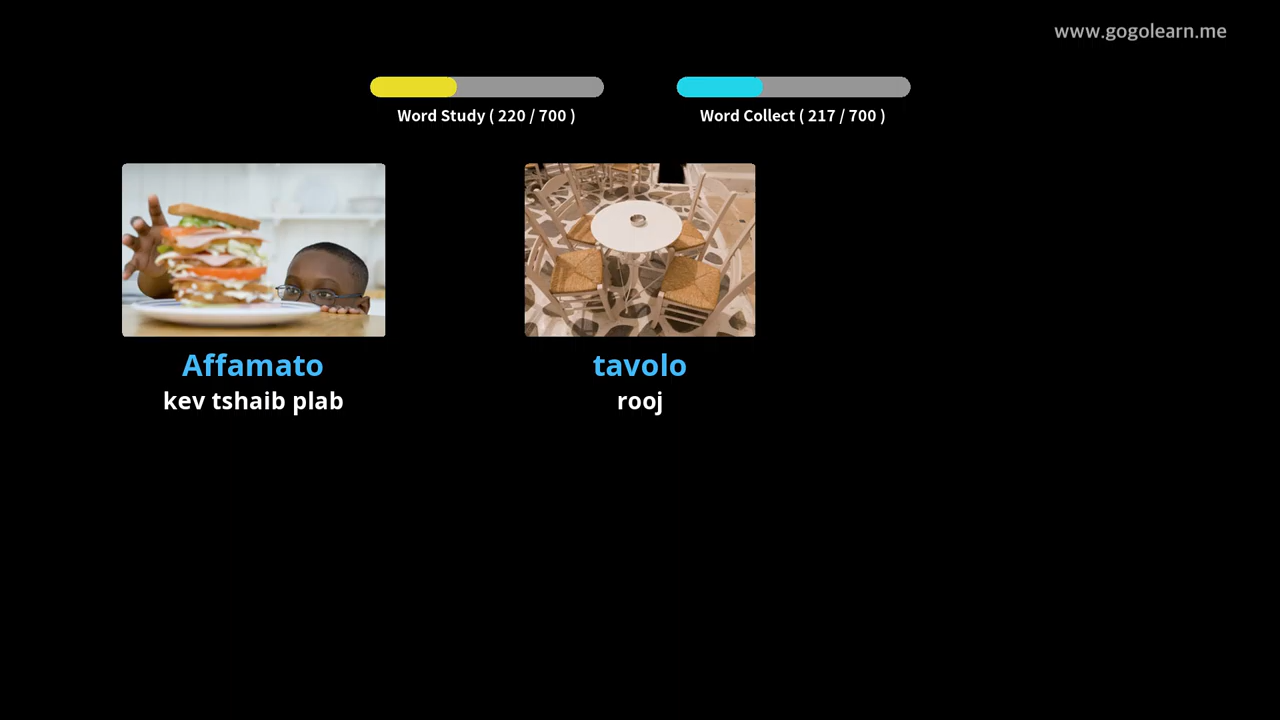 www.gogolearn.me
Word Study ( 220 / 700 )
Word Collect ( 217 / 700 )
Affamato
kev tshaib plab
tavolo
rooj